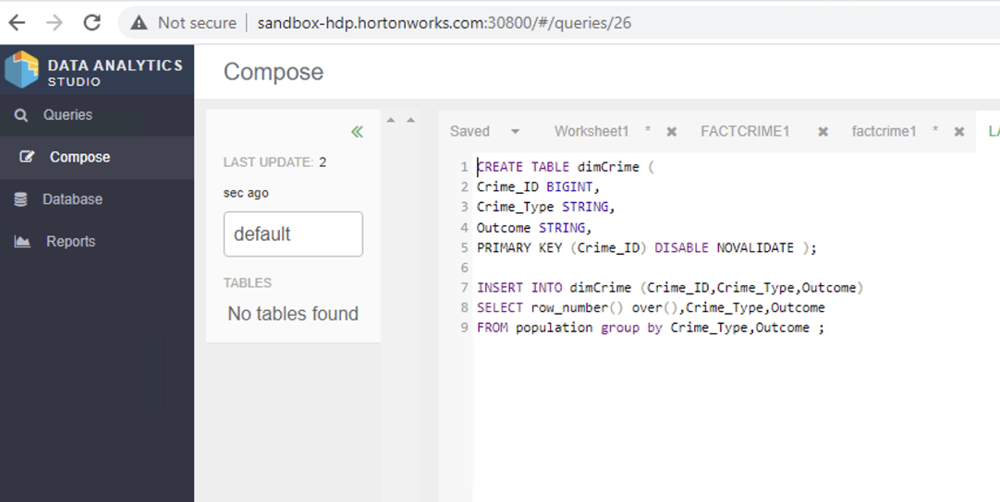 Not secure sandbox-hdp.hortonworks.com:30800/#/queries/26
DATA ANALYTICS
STUDIO
Queries
Compose
Database
Reports
Compose
LAST UPDATE: 2
sec ago
default
TABLES
No tables found
Saved Worksheet1 * ✖ FACTCRIME1 ✖ factcrime1 * ✖
1 CREATE TABLE dimCrime (
2 Crime_ID BIGINT,
3 Crime_Type STRING,
4 Outcome STRING,
5 PRIMARY KEY (Crime_ID) DISABLE NOVALIDATE );
6
7 INSERT INTO dimCrime (Crime_ID,Crime_Type,Outcome)
8 SELECT row_number() over(),Crime_Type,Outcome
9 FROM population group by Crime_Type,Outcome ;